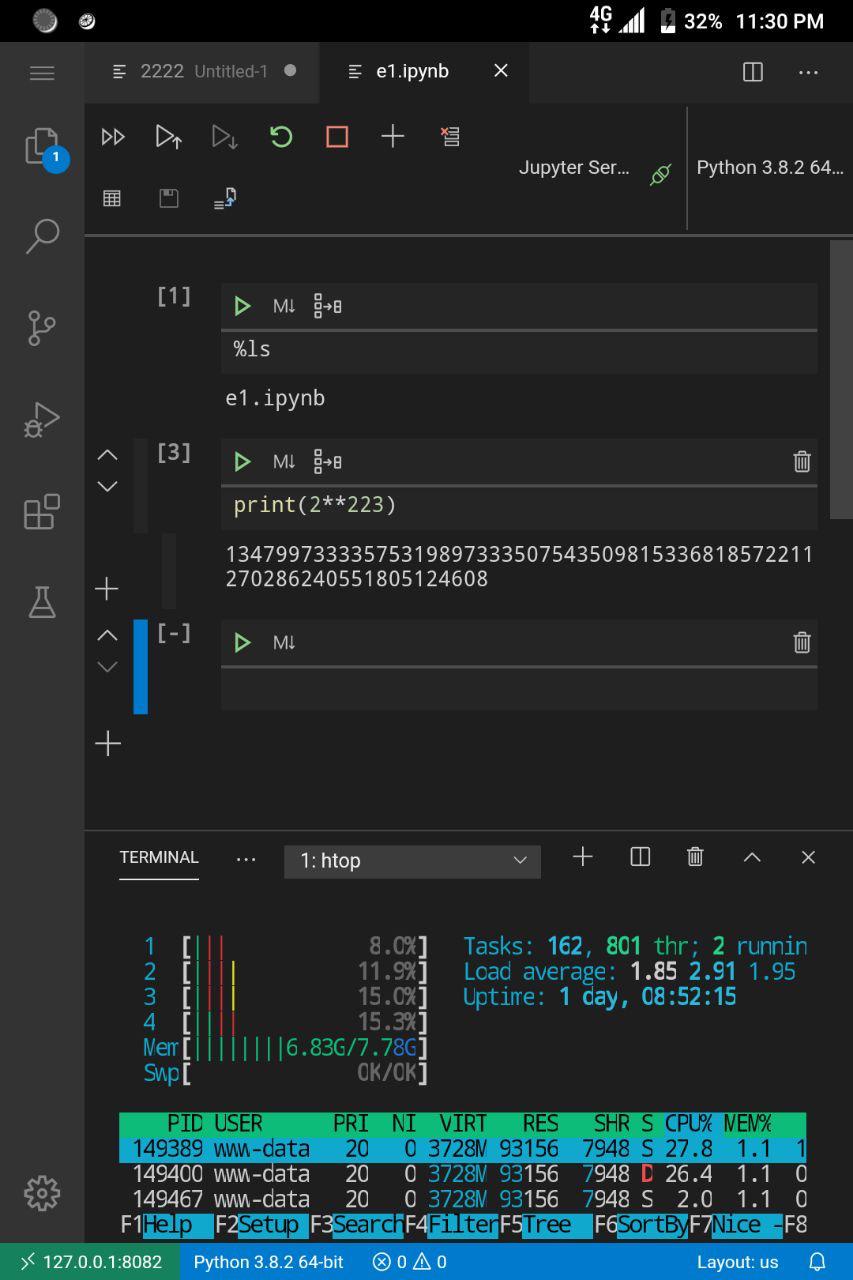 4G 32% 11:30 PM
2222 Untitled-1 e1.ipynb
1
Jupyter Ser... Python 3.8.2 64...
[1]
M↓
%ls
e1.ipynb
[3]
M↓
print(2**223)
13479973333575319897333507543509815336818572211
270286240551805124608
[-]
M↓
TERMINAL ... 1: htop
1 [||| 8.0%] Tasks: 162, 801 thr; 2 runnin
2 [|||| 11.9%] Load average: 1.85 2.91 1.95
3 [|||| 15.0%] Uptime: 1 day, 08:52:15
4 [|||| 15.3%]
Mem[||||||||6.83G/7.78G]
Swp[ 0K/0K]
PID USER PRI NI VIRT RES SHR S CPU% MEM%
149389 www-data 20 0 3728M 93156 7948 S 27.8 1.1 1
149400 www-data 20 0 3728M 93156 7948 D 26.4 1.1 0
149467 www-data 20 0 3728M 93156 7948 S 2.0 1.1 0
F1Help F2Setup F3SearchF4FilterF5Tree F6SortByF7Nice -F8
127.0.0.1:8082 Python 3.8.2 64-bit 0 0 Layout: us